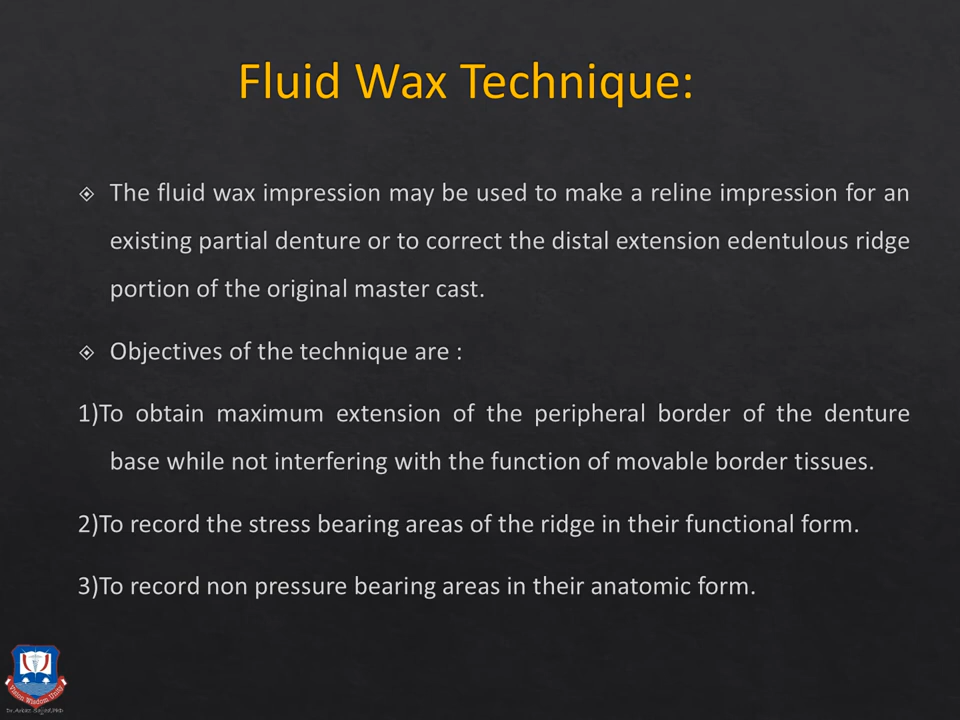 Fluid Wax Technique:
The fluid wax impression may be used to make a reline impression for an
existing partial denture or to correct the distal extension edentulous ridge
portion of the original master cast.
Objectives of the technique are :
1)To obtain maximum extension of the peripheral border of the denture
base while not interfering with the function of movable border tissues.
2)To record the stress bearing areas of the ridge in their functional form.
3)To record non pressure bearing areas in their anatomic form.
Vision Wisdom Unity